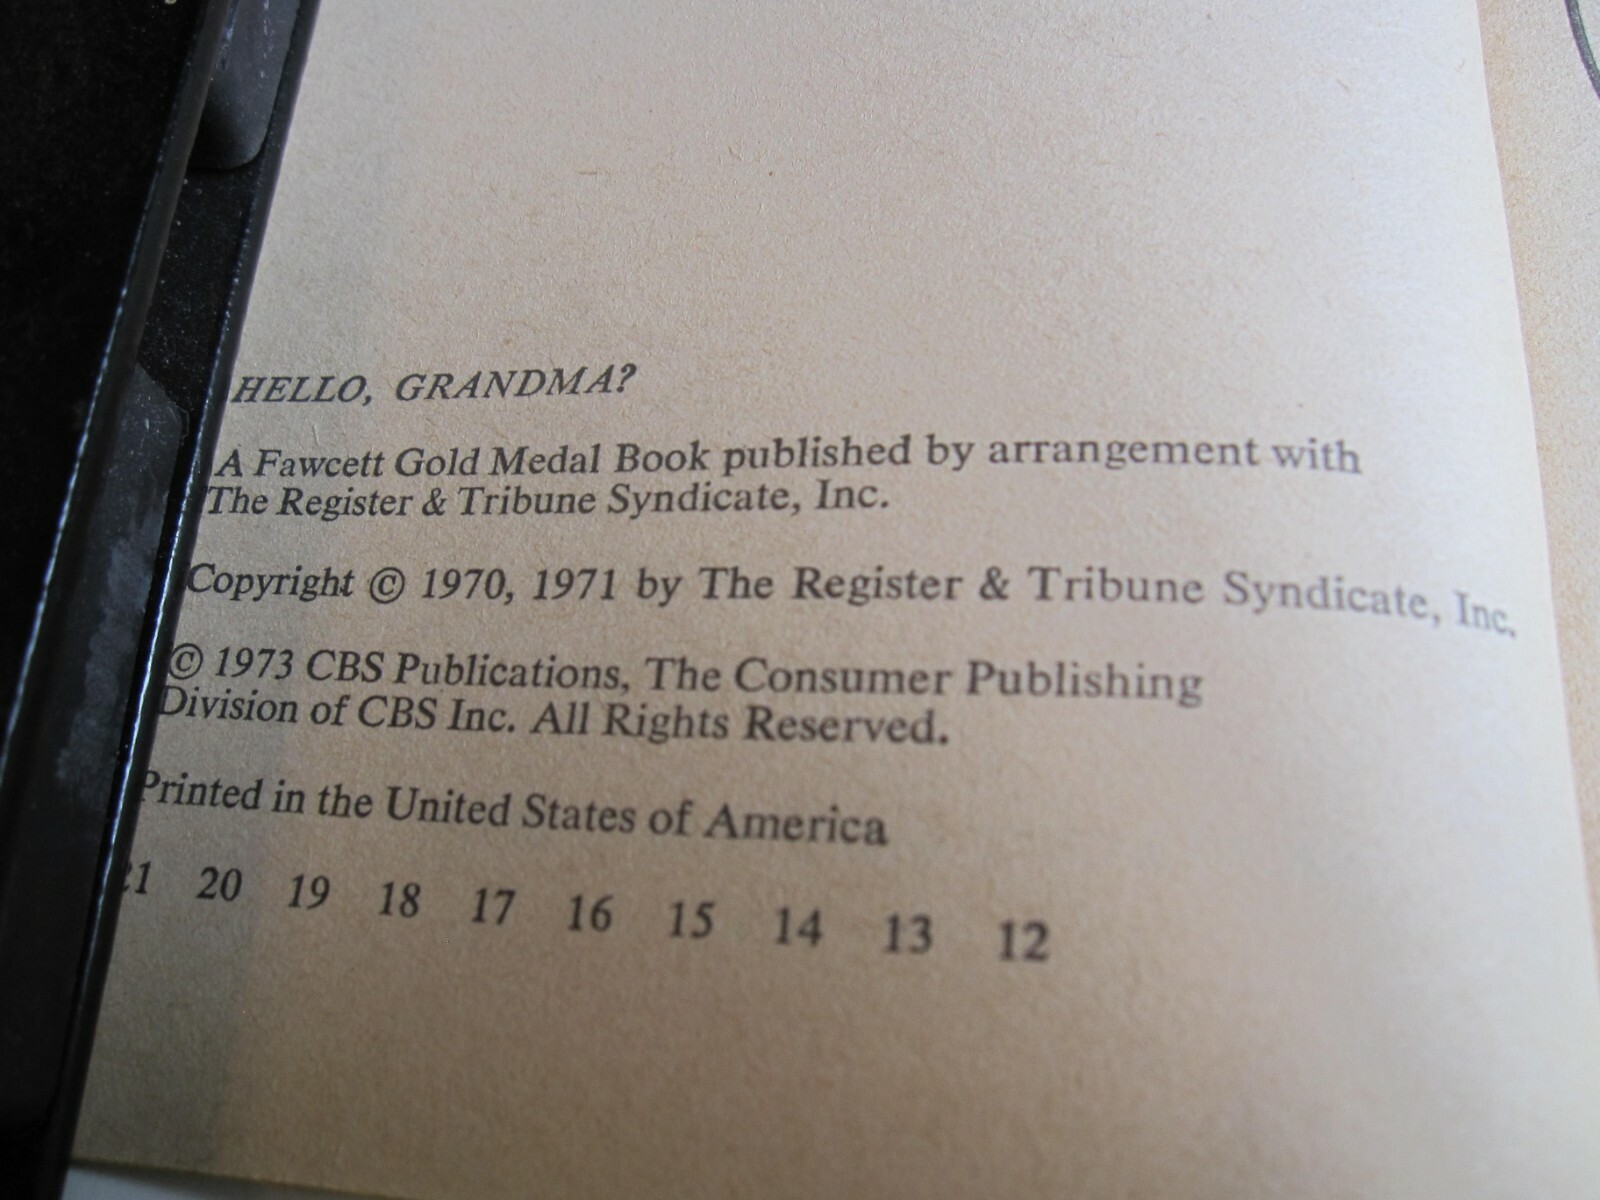 HELLO, GRANDMA?
A Fawcett Gold Medal Book published by arrangement with
The Register & Tribune Syndicate, Inc.
Copyright © 1970, 1971 by The Register & Tribune Syndicate, Inc.
© 1973 CBS Publications, The Consumer Publishing
Division of CBS Inc. All Rights Reserved.
Printed in the United States of America
21 20 19 18 17 16 15 14 13 12